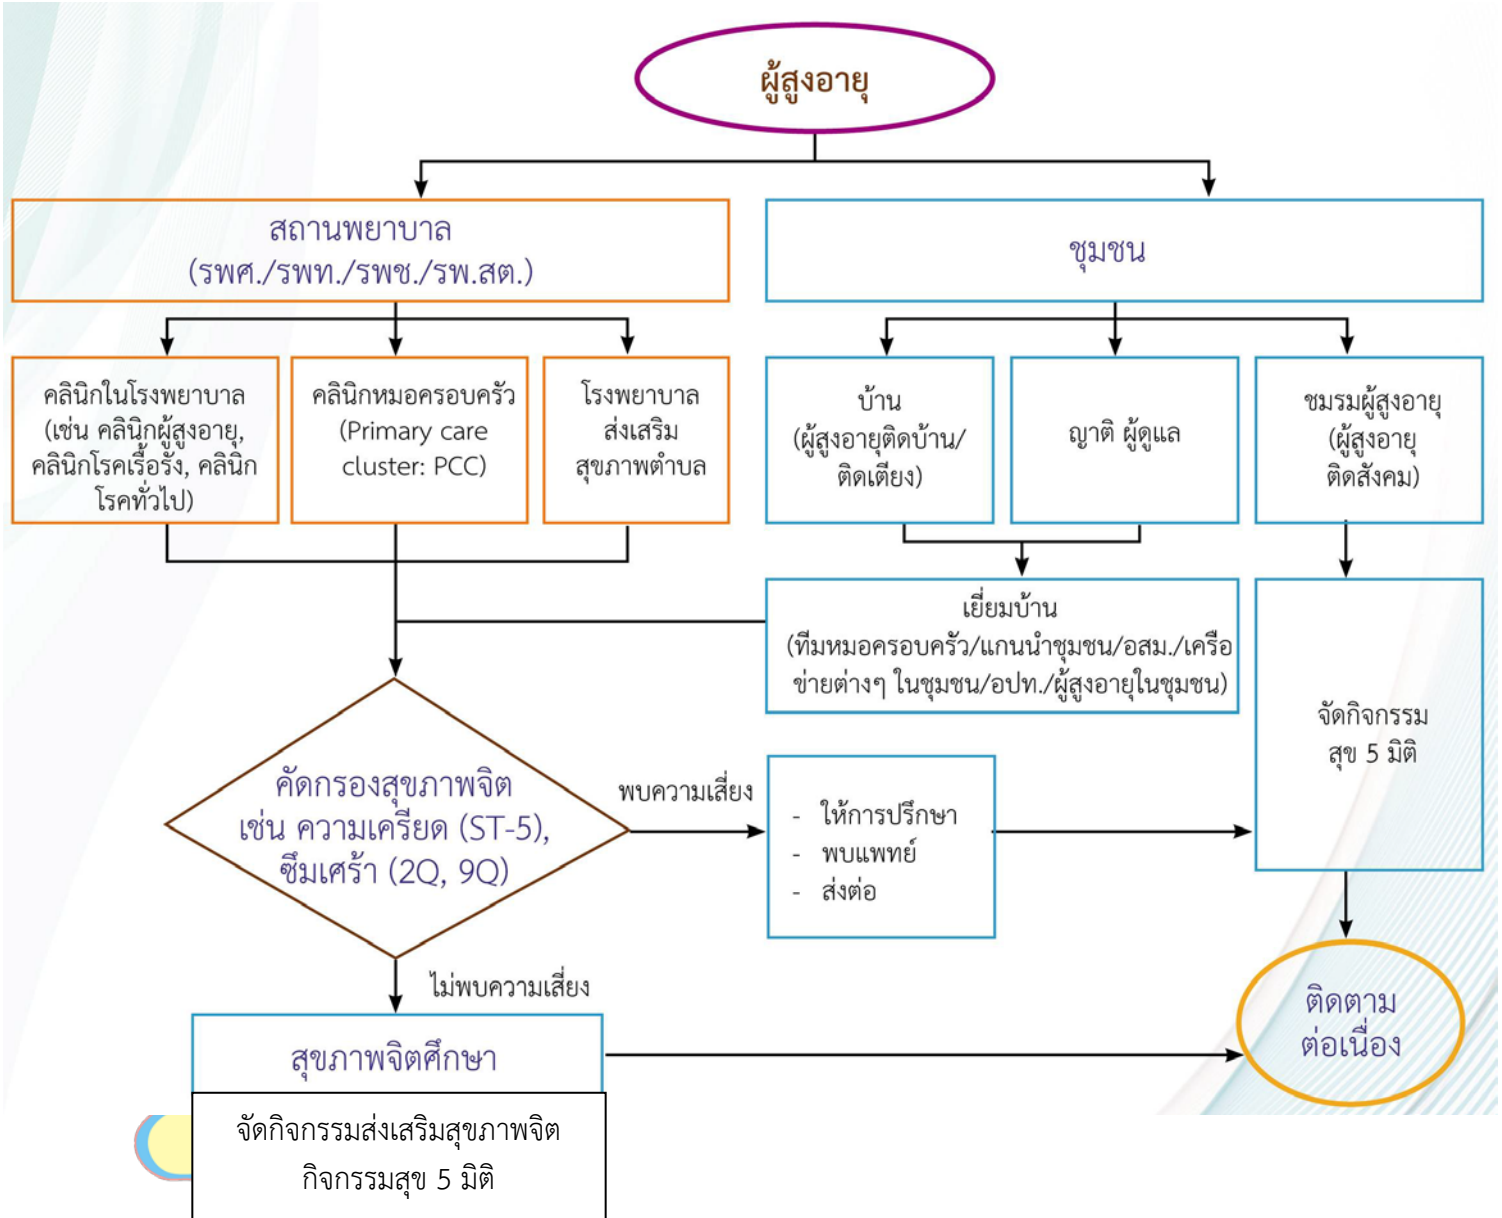 ผู้สูงอายุ
สถานพยาบาล
(รพศ./รพท./รพช./รพ.สต.)
ชุมชน
คลินิกในโรงพยาบาล
(เช่น คลินิกผู้สูงอายุ,
คลินิกโรคเรื้อรัง, คลินิก
โรคทั่วไป)
คลินิกหมอครอบครัว
(Primary care
cluster: PCC)
โรงพยาบาล
ส่งเสริม
สุขภาพตำบล
บ้าน
(ผู้สูงอายุติดบ้าน/
ติดเตียง)
ญาติ ผู้ดูแล
ชมรมผู้สูงอายุ
(ผู้สูงอายุ
ติดสังคม)
เยี่ยมบ้าน
(ทีมหมอครอบครัว/แกนนำชุมชน/อสม./เครือ
ข่ายต่างๆ ในชุมชน/อปท./ผู้สูงอายุในชุมชน)
จัดกิจกรรม
สุข 5 มิติ
คัดกรองสุขภาพจิต
เช่น ความเครียด (ST-5),
ซึมเศร้า (2Q, 9Q)
พบความเสี่ยง
- ให้การปรึกษา
- พบแพทย์
- ส่งต่อ
ไม่พบความเสี่ยง
สุขภาพจิตศึกษา
ติดตาม
ต่อเนื่อง
จัดกิจกรรมส่งเสริมสุขภาพจิต
กิจกรรมสุข 5 มิติ